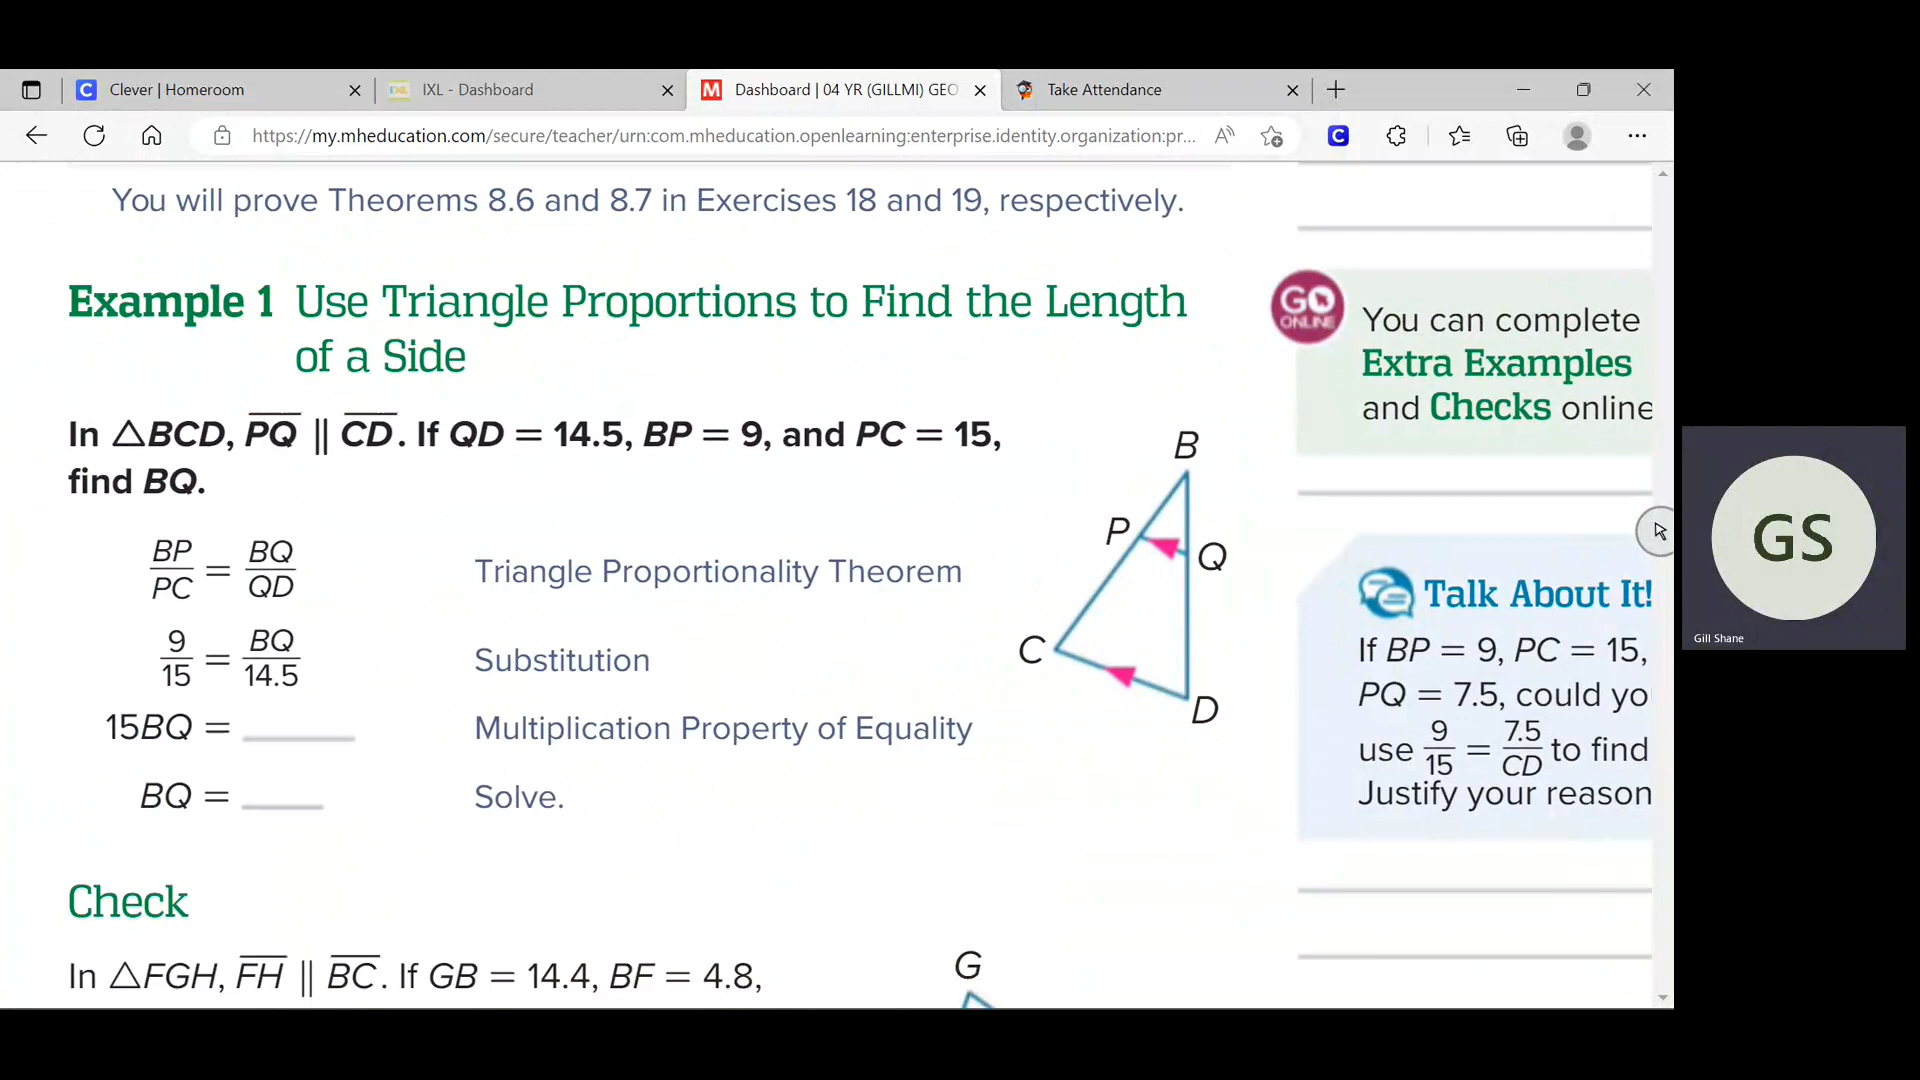 Clever | Homeroom
IXL - Dashboard
Dashboard | 04 YR (GILLMI) GEO
Take Attendance
https://my.mheducation.com/secure/teacher/urn:com.mheducation.openlearning:enterprise.identity.organization:pr...
You will prove Theorems 8.6 and 8.7 in Exercises 18 and 19, respectively.
Example 1 Use Triangle Proportions to Find the Length
of a Side
In △BCD, PQ || CD. If QD = 14.5, BP = 9, and PC = 15,
find BQ.
BP/PC = BQ/QD Triangle Proportionality Theorem
9/15 = BQ/14.5 Substitution
15BQ = ____ Multiplication Property of Equality
BQ = ____ Solve.
B
P
Q
C
D
Check
In △FGH, FH || BC. If GB = 14.4, BF = 4.8,
G
GO
ONLINE
You can complete
Extra Examples
and Checks online
Talk About It!
If BP = 9, PC = 15,
PQ = 7.5, could yo
use 9/15 = 7.5/CD to find
Justify your reason
GS
Gill Shane